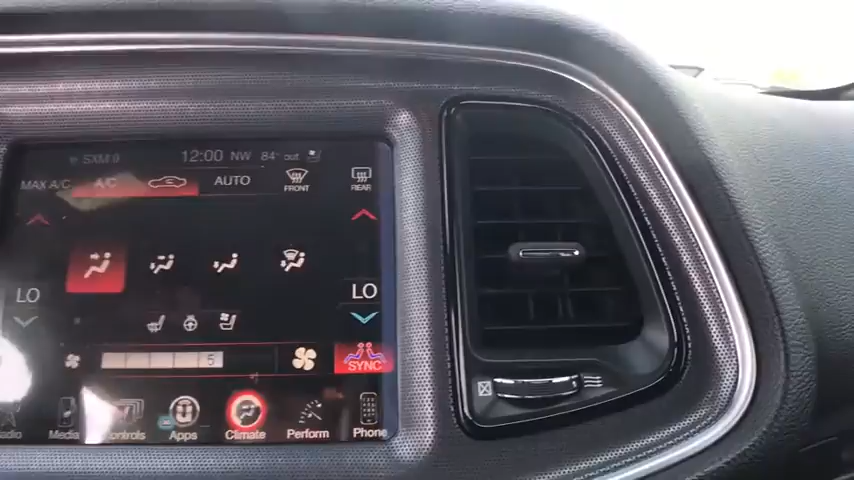 SXM 9 12:00 NW 84° out
MAX A/C A/C AUTO FRONT REAR
LO LO
5 SYNC
Radio Media Controls Apps Climate Perform Phone